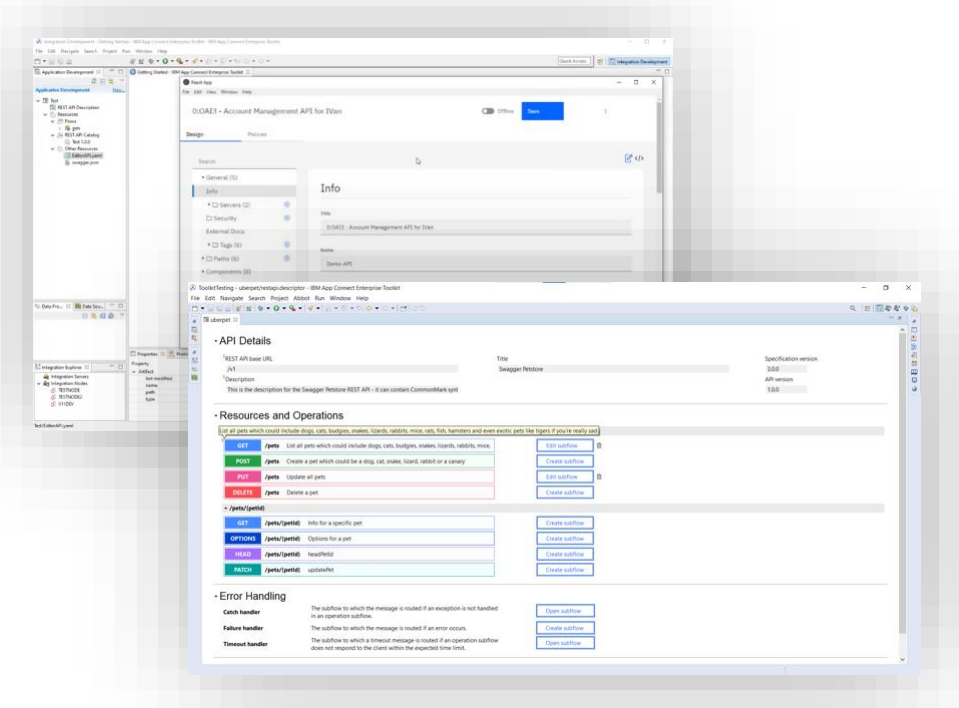 Integration Development - Getting Started - IBM App Connect Enterprise Toolkit - IBM App Connect Enterprise Toolkit
File Edit Navigate Search Project Run Window Help
Quick Access
Integration Development
Application Development
Getting Started - IBM App Connect Enterprise Toolkit
Application Development
New...
Test
REST API Description
Resources
Flows
gen
REST API Catalog
Test 1.0.0
Other Resources
EditorAPI.yaml
swagger.json
React App
File Edit View Window Help
0:OAI3 - Account Management API for IVan
Offline
Save
Design Policies
Search
General (5)
Info
Servers (2)
Security
External Docs
Tags (6)
Paths (6)
Components (8)
Info
Title
0:OAI3 - Account Management API for IVan
Notes
Demo API
Data Pro...
Data Sou...
Integration Explorer
Integration Servers
Integration Nodes
TESTNODE
TESTNODE2
V11DEV
Properties
Property
Artifact
last modified
name
path
type
Test/EditorAPI.yaml
ToolkitTesting - uberpet/restapi.descriptor - IBM App Connect Enterprise Toolkit
File Edit Navigate Search Project Abbot Run Window Help
uberpet
API Details
REST API base URL
Title
Specification version
/v1
Swagger Petstore
3.0.0
Description
API version
This is the description for the Swagger Petstore REST API - it can contain CommonMark synt
1.0.0
Resources and Operations
List all pets which could include dogs, cats, budgies, snakes, lizards, rabbits, mice, rats, fish, hamsters and even exotic pets like tigers if you're really sad
GET /pets List all pets which could include dogs, cats, budgies, snakes, lizards, rabbits, mice, Edit subflow
POST /pets Create a pet which could be a dog, cat, snake, lizard, rabbit or a canary Create subflow
PUT /pets Update all pets Edit subflow
DELETE /pets Delete a pet Create subflow
/pets/{petId}
GET /pets/{petId} Info for a specific pet Create subflow
OPTIONS /pets/{petId} Options for a pet Create subflow
HEAD /pets/{petId} headPetId Create subflow
PATCH /pets/{petId} updatePet Create subflow
Error Handling
Catch handler
The subflow to which the message is routed if an exception is not handled
in an operation subflow.
Open subflow
Failure handler
The subflow to which the message is routed if an error occurs.
Create subflow
Timeout handler
The subflow to which a timeout message is routed if an operation subflow
does not respond to the client within the expected time limit.
Open subflow